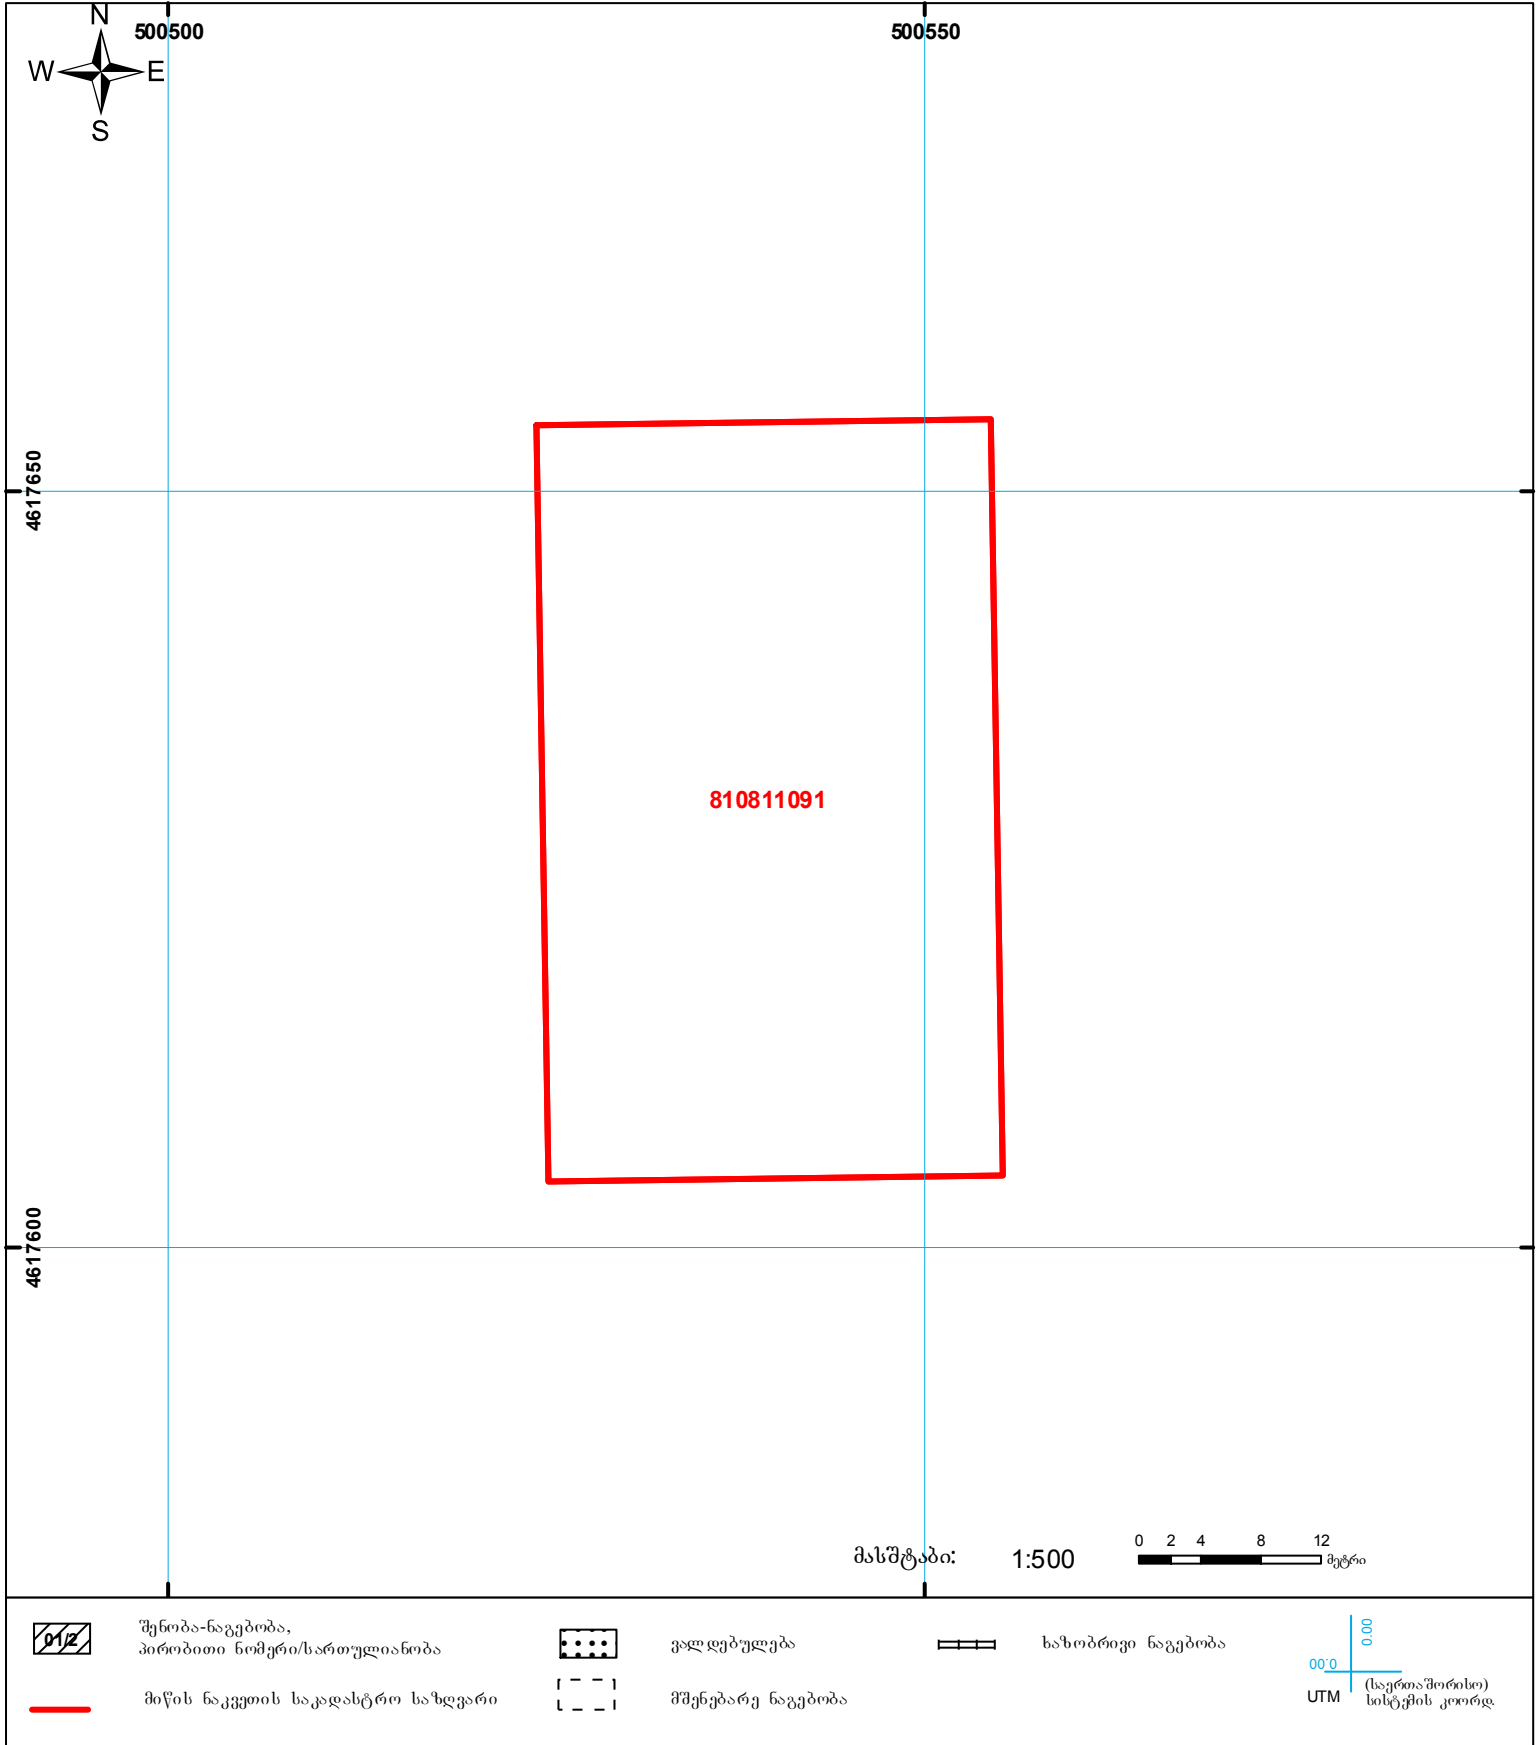 N
500500
500550
W
E
S
4617650
810811091
4617600
მასშტაბი:
1:500
0 2 4 8 12
მეტრი
01/2
შენობა-ნაგებობა,
პირობითი ნომერი/სართულიანობა
ვალდებულება
ხაზობრივი ნაგებობა
00.0
0.00
მიწის ნაკვეთის საკადასტრო საზღვარი
მშენებარე ნაგებობა
UTM
(საერთაშორისო)
სისტემის კოორდ.